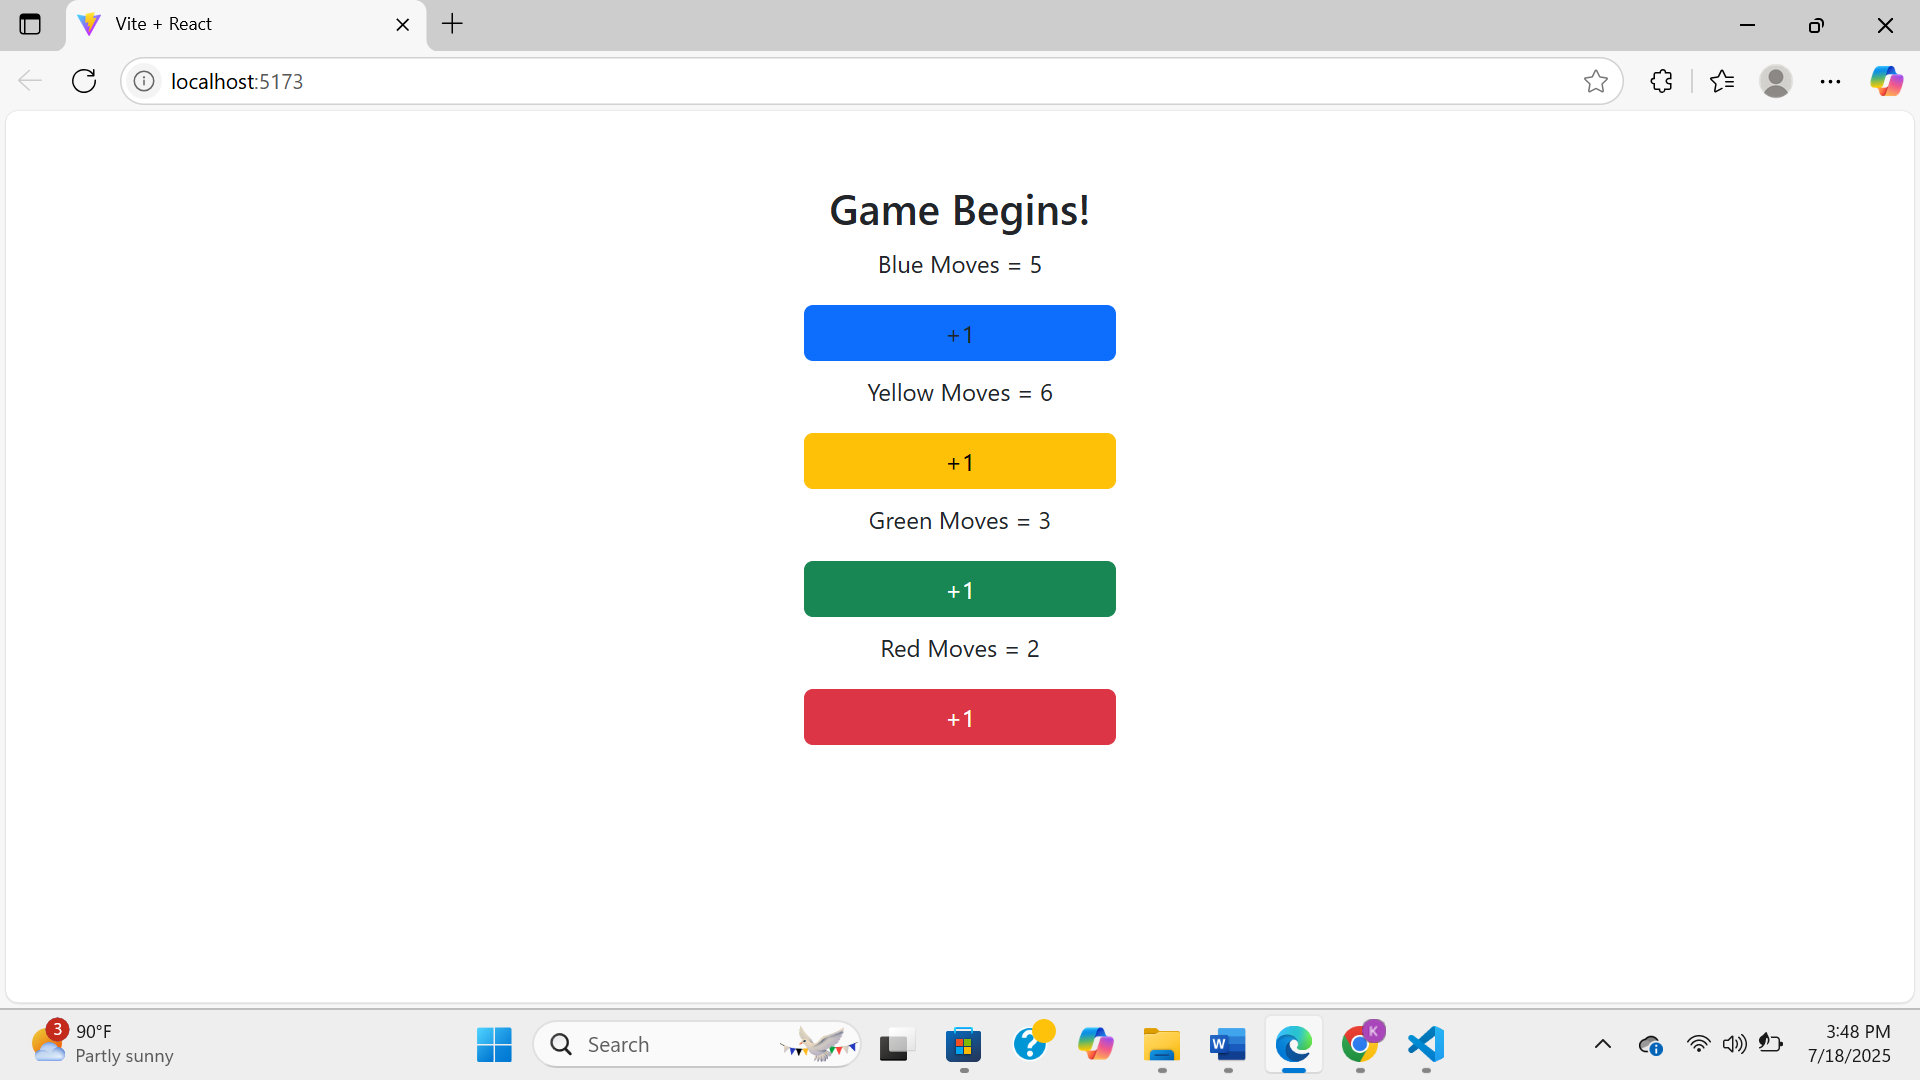 Vite + React
localhost:5173
Game Begins!
Blue Moves = 5
+1
Yellow Moves = 6
+1
Green Moves = 3
+1
Red Moves = 2
+1
3
90°F
Partly sunny
Search
?
W
K
i
3:48 PM
7/18/2025